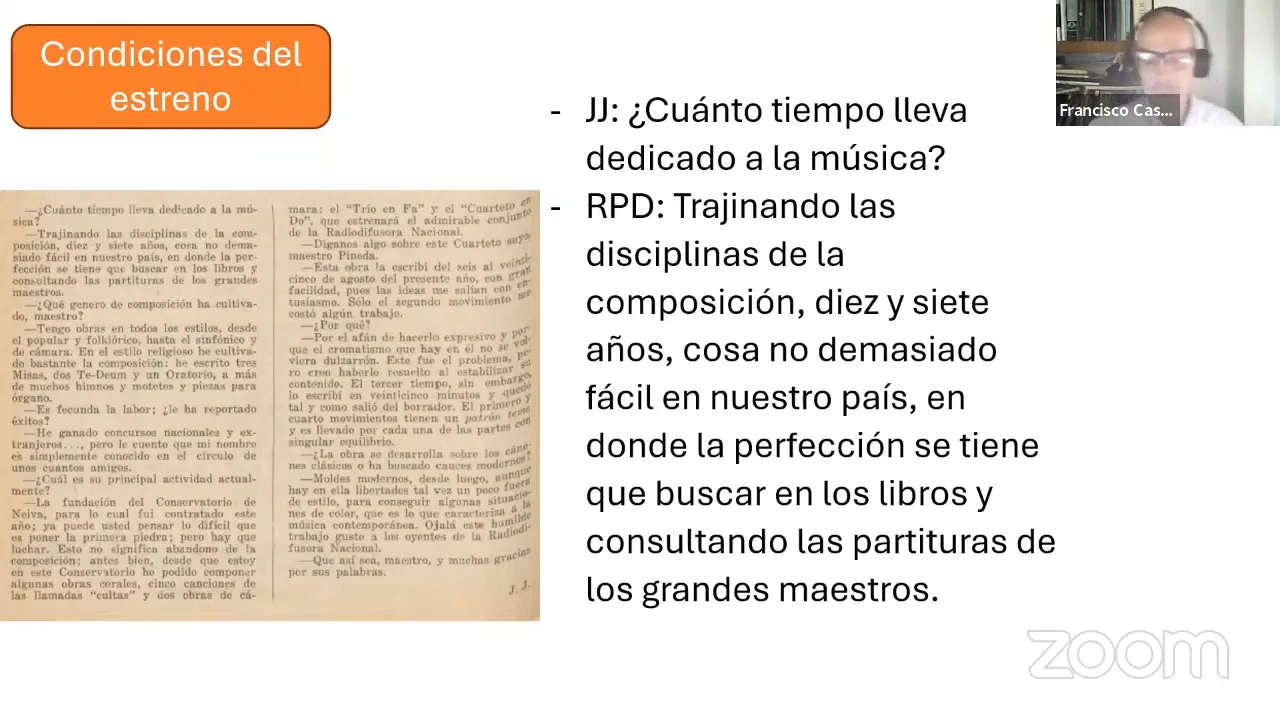 Condiciones del
estreno
—¿Cuánto tiempo lleva dedicado a la mú-
sica?
—Trajinando las disciplinas de la com-
posición, diez y siete años, cosa no dema-
siado fácil en nuestro país, en donde la per-
fección se tiene que buscar en los libros y
consultando las partituras de los grandes
maestros.
—¿Qué genero de composición ha cultiva-
do, maestro?
—Tengo obras en todos los estilos, desde
el popular y folklórico, hasta el sinfónico y
de cámara. En el estilo religioso he cultiva-
do bastante la composición: he escrito tres
Misas, dos Te-Deum y un Oratorio, a más
de muchos himnos y motetes y piezas para
órgano.
—Es fecunda la labor; ¿le ha reportado
éxitos?
—He ganado concursos nacionales y ex-
tranjeros..., pero le cuento que mi nombre
es simplemente conocido en el círculo de
unos cuantos amigos.
—¿Cuál es su principal actividad actual-
mente?
—La fundación del Conservatorio de
Neiva, para lo cual fui contratado este
año; ya puede usted pensar lo difícil que
es poner la primera piedra; pero hay que
luchar. Esto no significa abandono de la
composición; antes bien, desde que estoy
en este Conservatorio he podido componer
algunas obras corales, cinco canciones de
las llamadas "cultas" y dos obras de cá-
mara: el "Trío en Fa" y el "Cuarteto en
Do", que estrenará el admirable conjunto
de la Radiodifusora Nacional.
—Díganos algo sobre este Cuarteto suyo,
maestro Pineda.
—Esta obra la escribí del seis al veinti-
cinco de agosto del presente año, con gran
facilidad, pues las ideas me salían con en-
tusiasmo. Sólo el segundo movimiento me
costó algún trabajo.
—¿Por qué?
—Por el afán de hacerlo expresivo y por-
que el cromatismo que hay en él no se vol-
viera dulzarrón. Este fue el problema, pe-
ro creo haberlo resuelto al estabilizar su
contenido. El tercer tiempo, sin embargo,
lo escribí en veinticinco minutos y quedó
tal y como salió del borrador. El primero y
cuarto movimientos tienen un patrón
y es llevado por cada una de las partes con
singular equilibrio.
—¿La obra se desarrolla sobre los cáno-
nes clásicos o ha buscado cauces modernos?
—Moldes modernos, desde luego, aunque
hay en ella libertades tal vez un poco fuera
de estilo, para conseguir algunas situacio-
nes de color, que es lo que caracteriza a la
música contemporánea. Ojalá este humilde
trabajo guste a los oyentes de la Radiodi-
fusora Nacional.
—Que así sea, maestro, y muchas gracias
por sus palabras.
J. J.
- JJ: ¿Cuánto tiempo lleva
dedicado a la música?
- RPD: Trajinando las
disciplinas de la
composición, diez y siete
años, cosa no demasiado
fácil en nuestro país, en
donde la perfección se tiene
que buscar en los libros y
consultando las partituras de
los grandes maestros.
Francisco Cas...
zoom